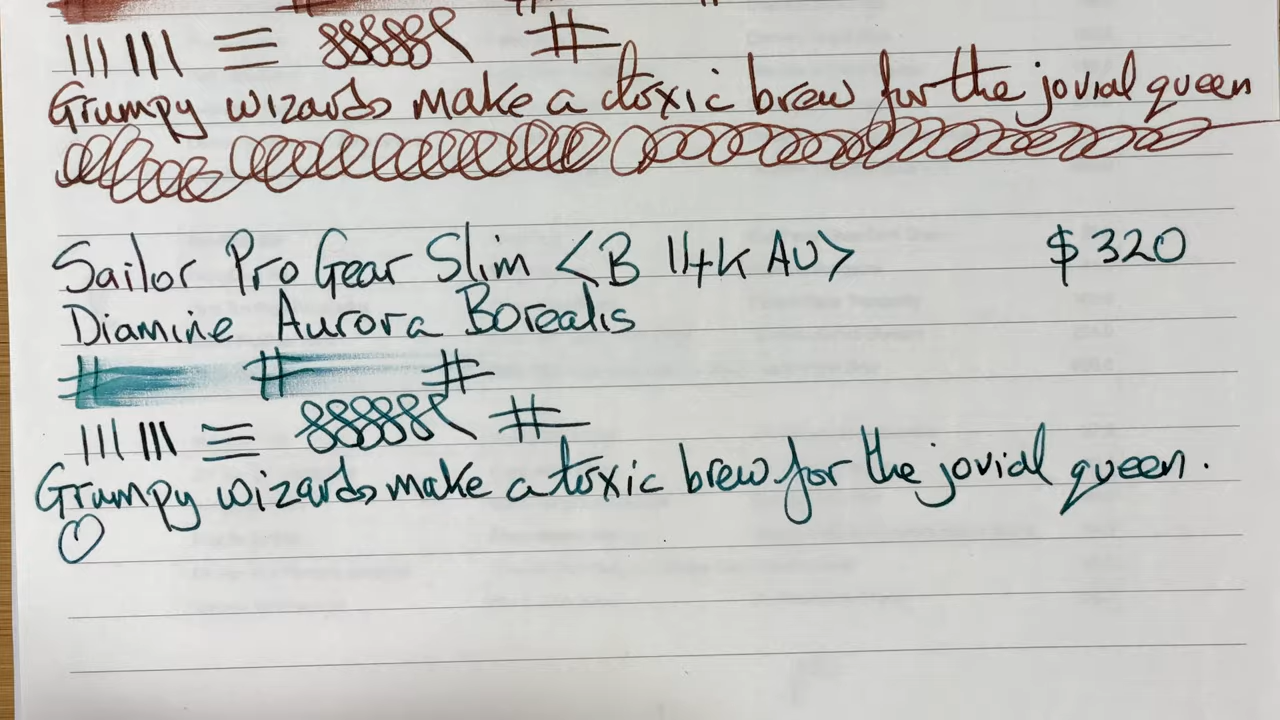 Grumpy wizards make a toxic brew for the jovial queen
Sailor Pro Gear Slim <B 14K AU> $320
Diamine Aurora Borealis
Grumpy wizards make a toxic brew for the jovial queen.